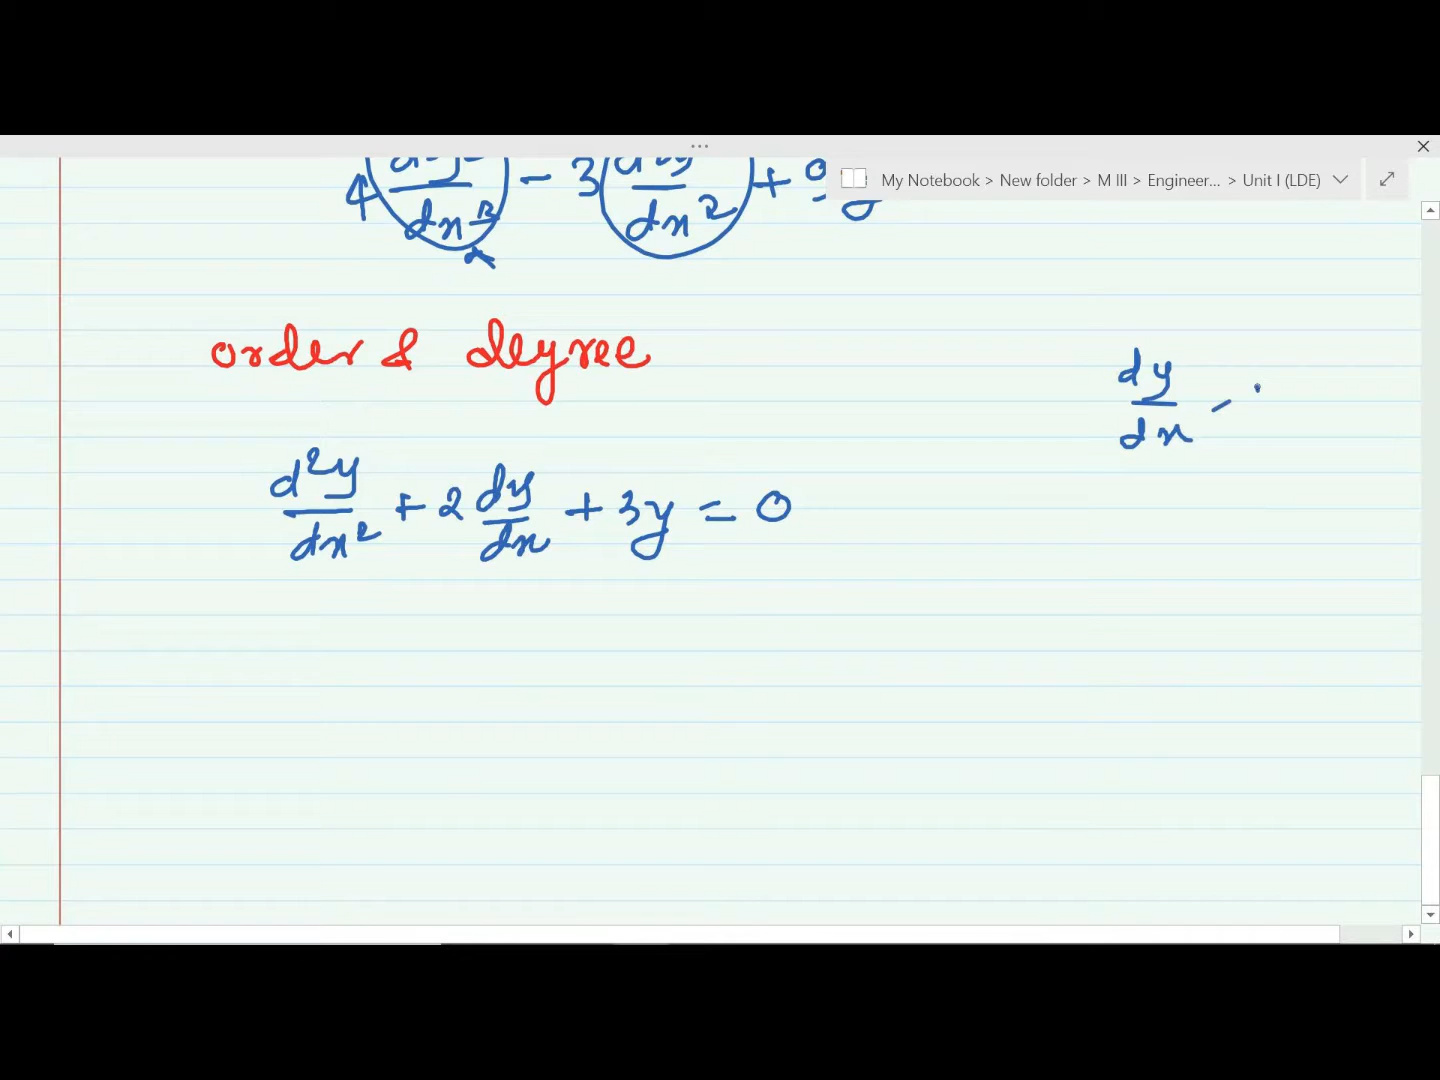 My Notebook > New folder > M III > Engineer... > Unit I (LDE)
order & degree
dy/dx -
d²y/dx² + 2 dy/dx + 3y = 0